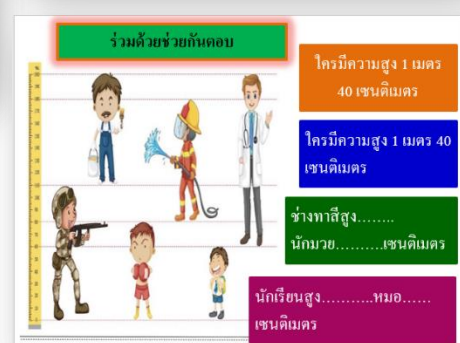 ร่วมด้วยช่วยกันตอบ
ใครมีความสูง 1 เมตร
40 เซนติเมตร
ใครมีความสูง 1 เมตร 40
เซนติเมตร
ช่างทาสีสูง........
นักมวย..........เซนติเมตร
นักเรียนสูง...........หมอ......
เซนติเมตร